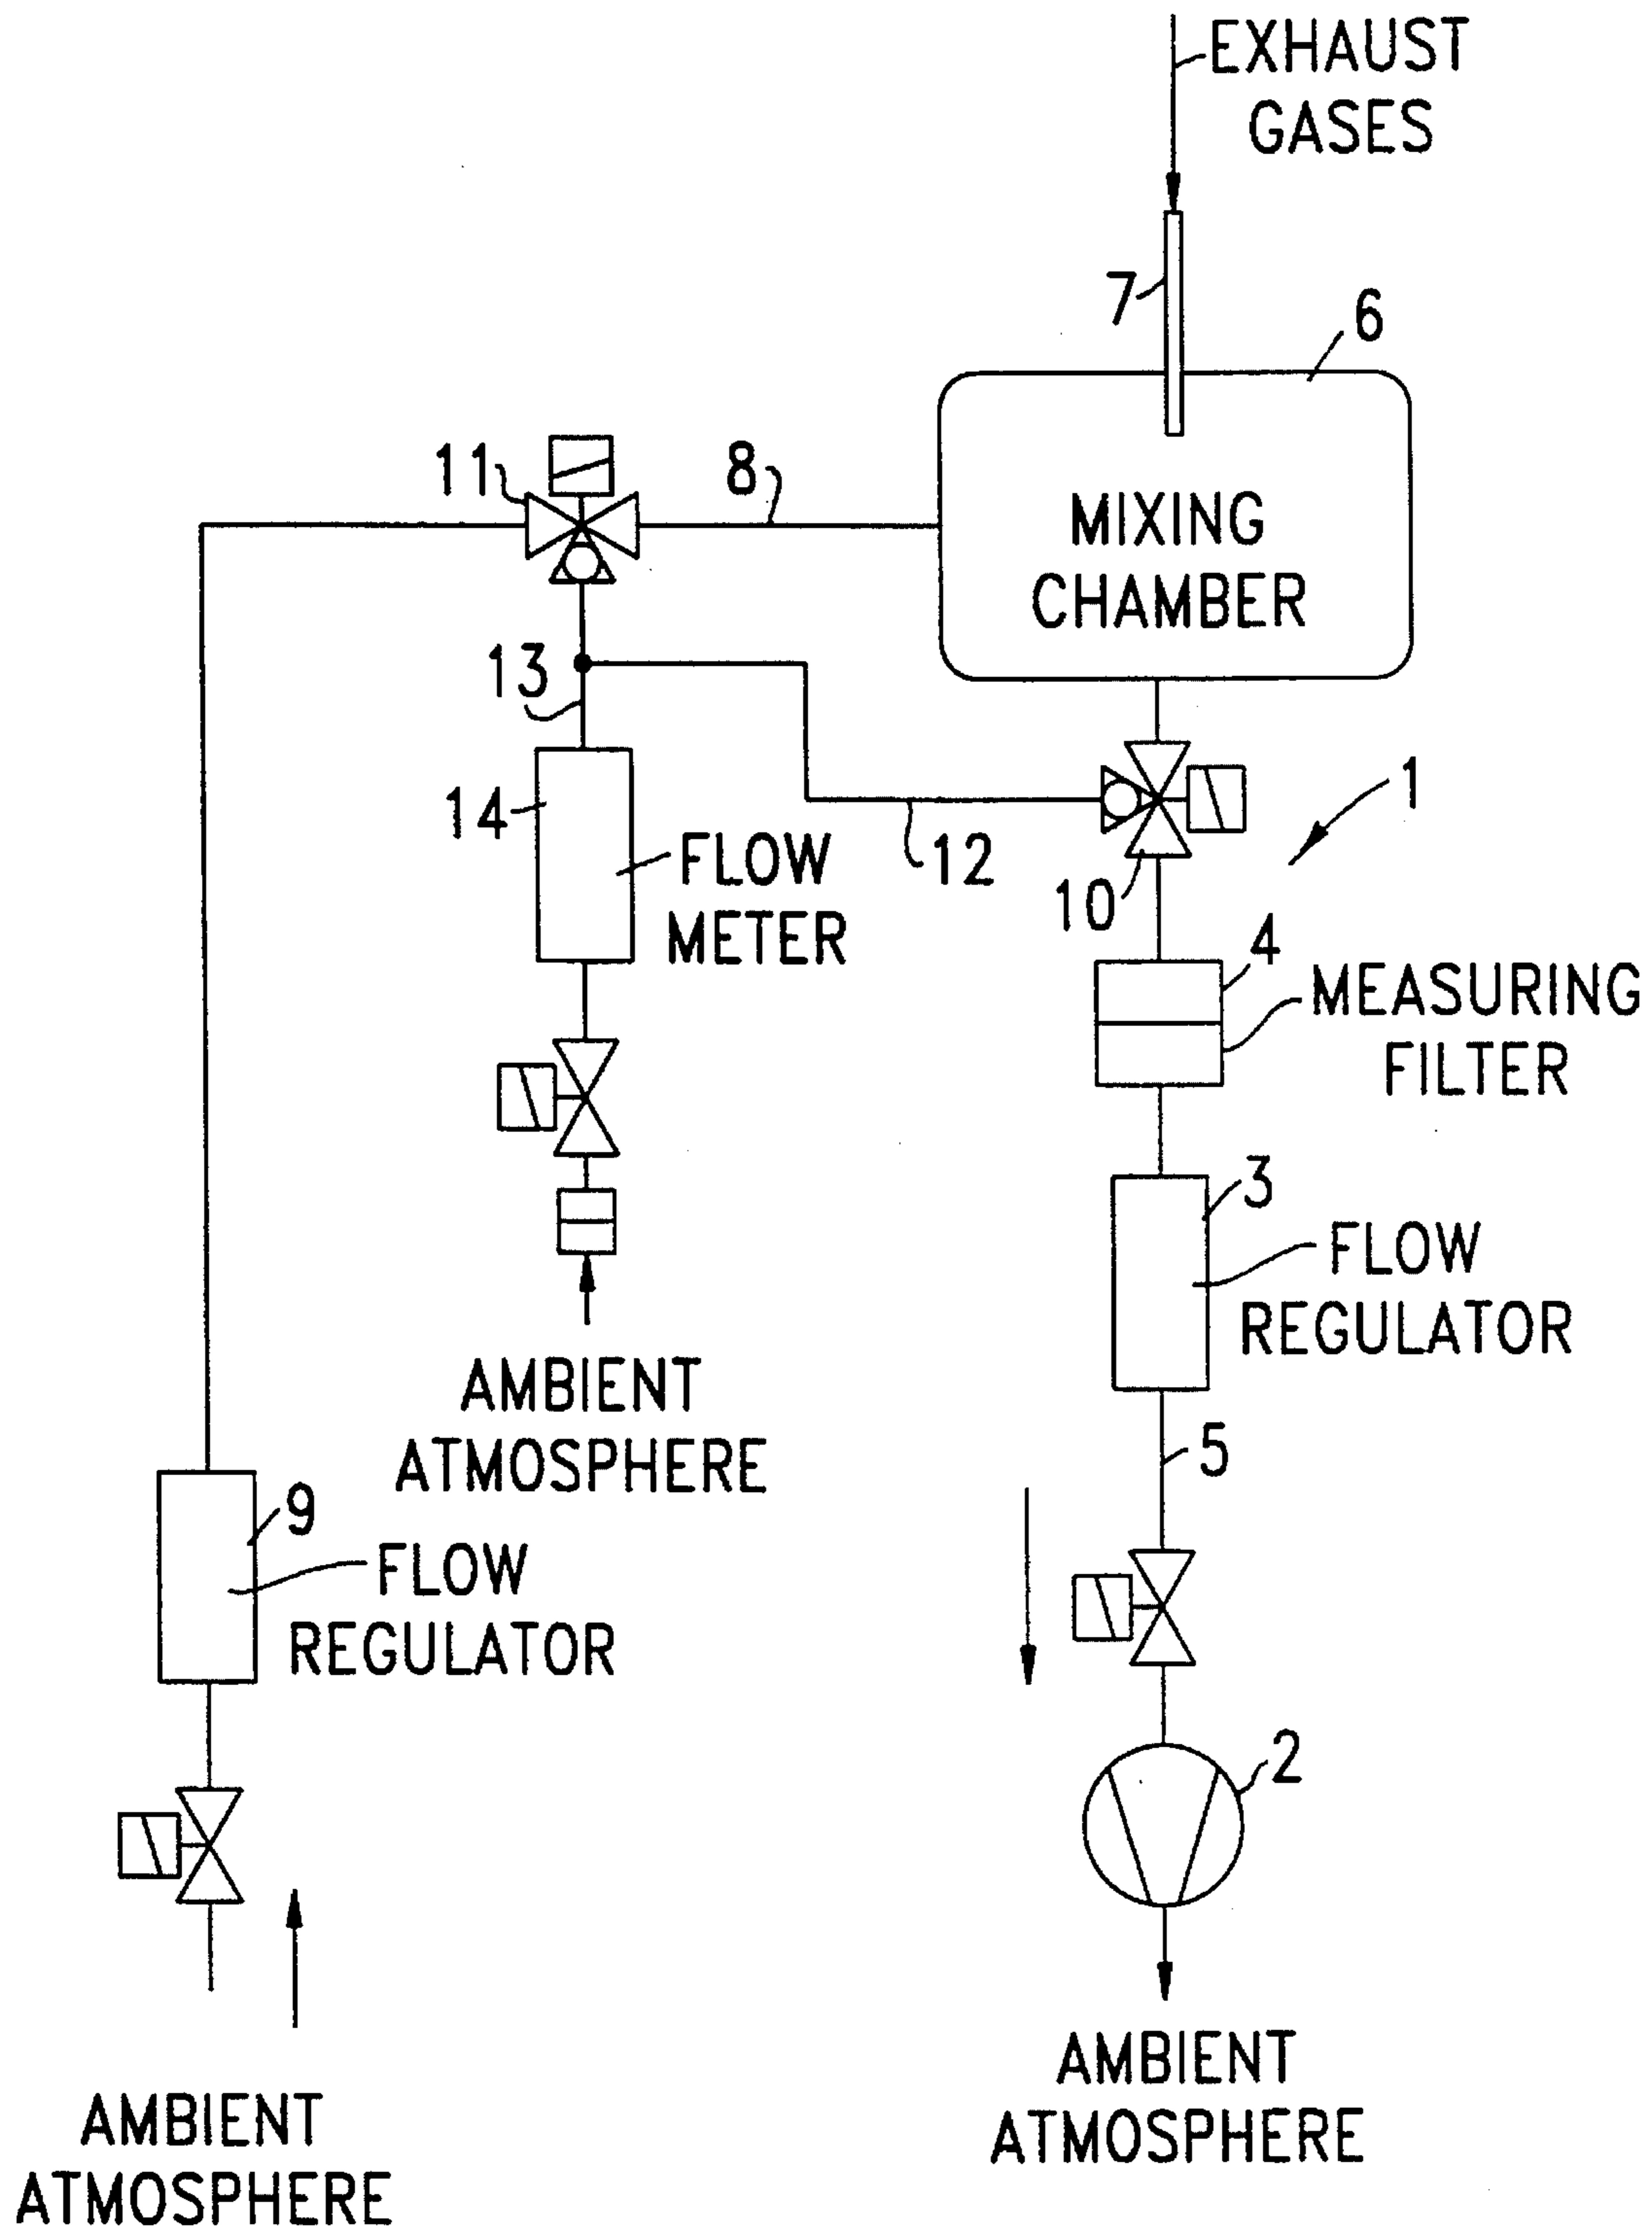 EXHAUST
GASES
7
6
11
8
MIXING
CHAMBER
13
14
FLOW
METER
12
10
1
4
MEASURING
FILTER
3
FLOW
REGULATOR
AMBIENT
ATMOSPHERE
5
9
FLOW
REGULATOR
2
AMBIENT
ATMOSPHERE
AMBIENT
ATMOSPHERE